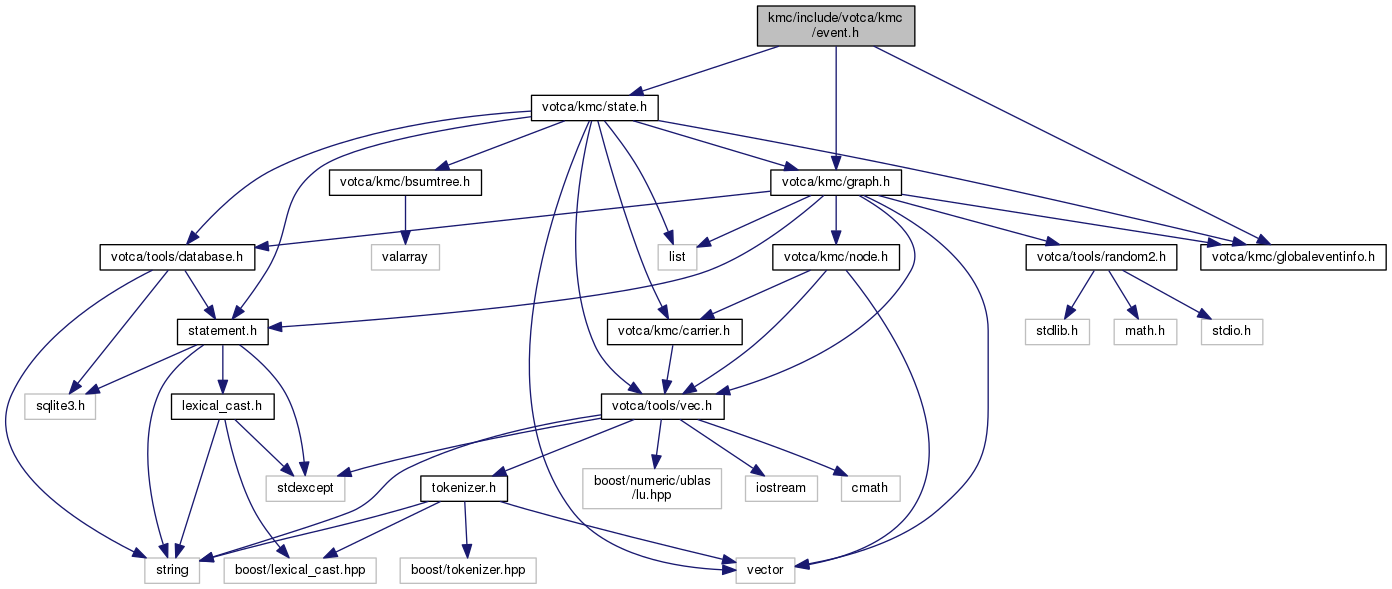 kmc/include/votca/kmc
/event.h
votca/kmc/state.h
votca/kmc/bsumtree.h
votca/kmc/graph.h
votca/tools/database.h
valarray
list
votca/kmc/node.h
votca/tools/random2.h
votca/kmc/globaleventinfo.h
statement.h
votca/kmc/carrier.h
stdlib.h
math.h
stdio.h
sqlite3.h
lexical_cast.h
votca/tools/vec.h
stdexcept
tokenizer.h
boost/numeric/ublas
/lu.hpp
iostream
cmath
string
boost/lexical_cast.hpp
boost/tokenizer.hpp
vector